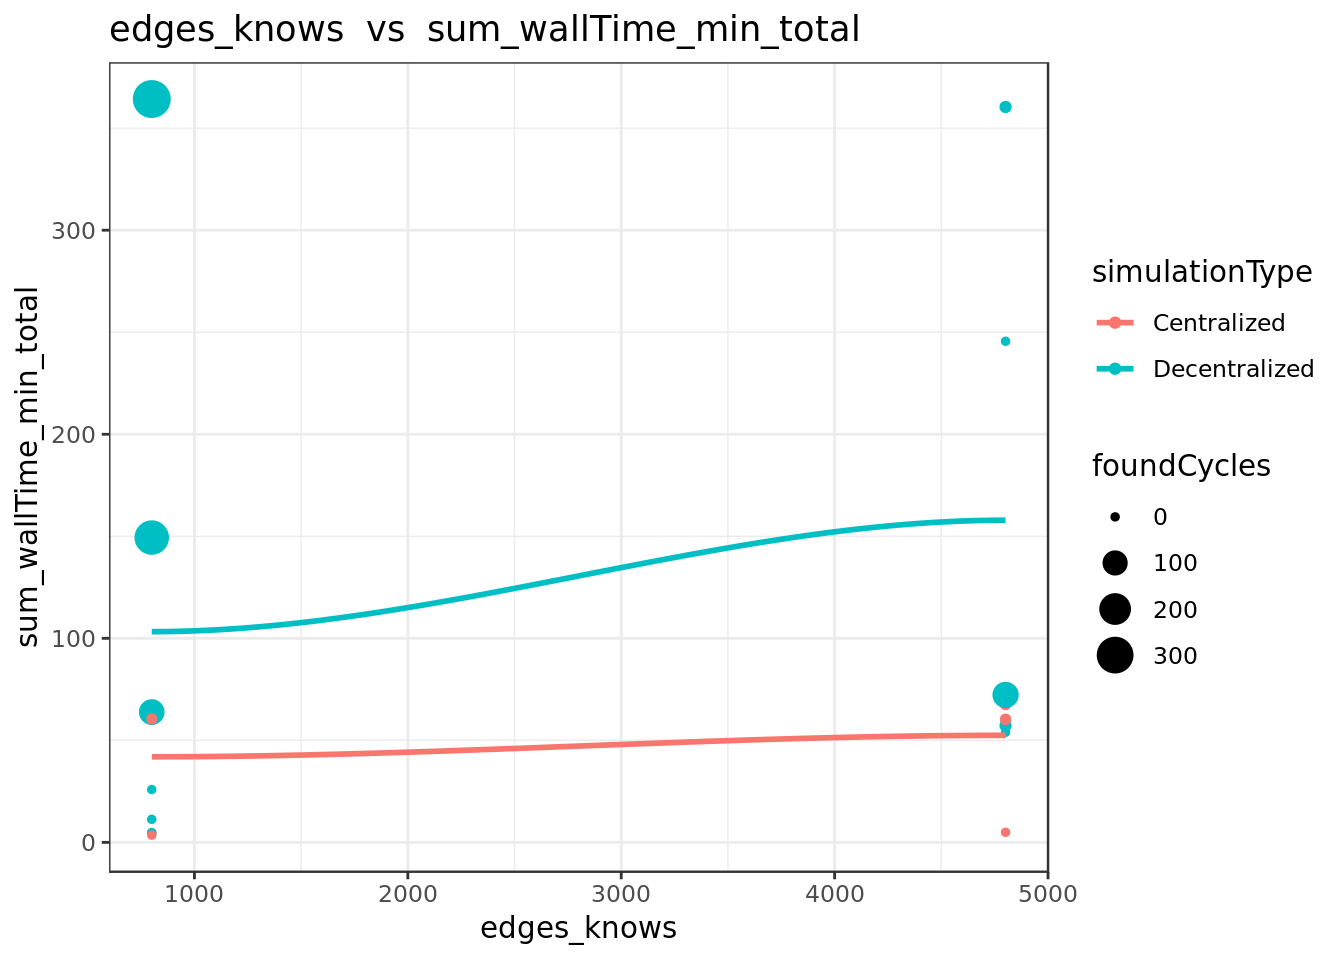 edges_knows vs sum_wallTime_min_total
sum_wallTime_min_total
300
200
100
0
1000 2000 3000 4000 5000
edges_knows
simulationType
Centralized
Decentralized
foundCycles
0
100
200
300